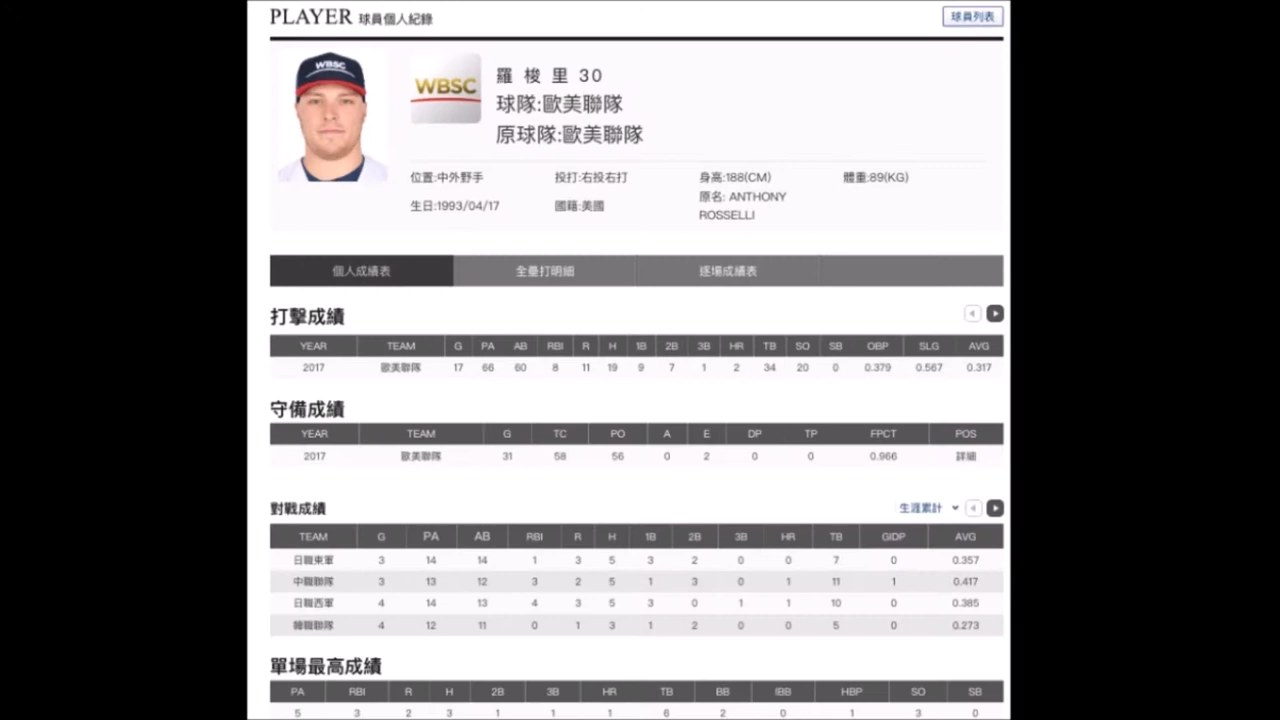 PLAYER 球員個人紀錄
球員列表
WBSC
WBSC
羅 梭 里 30
球隊:歐美聯隊
原球隊:歐美聯隊
位置:中外野手 投打:右投右打 身高:188(CM) 體重:89(KG)
生日:1993/04/17 國籍:美國 原名: ANTHONY
ROSSELLI
個人成績表 全壘打明細 逐場成績表
打擊成績
YEAR TEAM G PA AB RBI R H 1B 2B 3B HR TB SO SB OBP SLG AVG
2017 歐美聯隊 17 66 60 8 11 19 9 7 1 2 34 20 0 0.379 0.567 0.317
守備成績
YEAR TEAM G TC PO A E DP TP FPCT POS
2017 歐美聯隊 31 58 56 0 2 0 0 0.966 詳細
對戰成績 生涯累計
TEAM G PA AB RBI R H 1B 2B 3B HR TB GIDP AVG
日職東軍 3 14 14 1 3 5 3 2 0 0 7 0 0.357
中職聯隊 3 13 12 3 2 5 1 3 0 1 11 1 0.417
日職西軍 4 14 13 4 3 5 3 0 1 1 10 0 0.385
韓職聯隊 4 12 11 0 1 3 1 2 0 0 5 0 0.273
單場最高成績
PA RBI R H 2B 3B HR TB BB IBB HBP SO SB
5 3 2 3 1 1 1 6 2 0 1 3 0